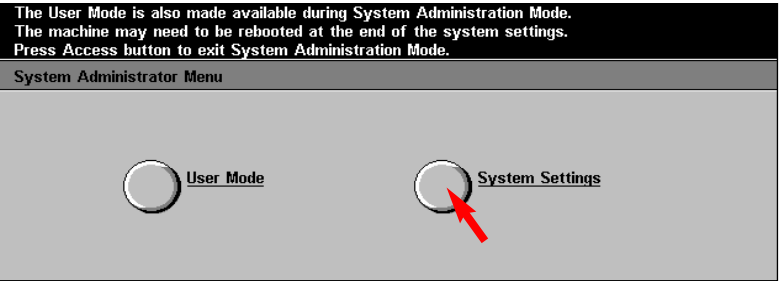 The User Mode is also made available during System Administration Mode.
The machine may need to be rebooted at the end of the system settings.
Press Access button to exit System Administration Mode.
System Administrator Menu
User Mode
System Settings